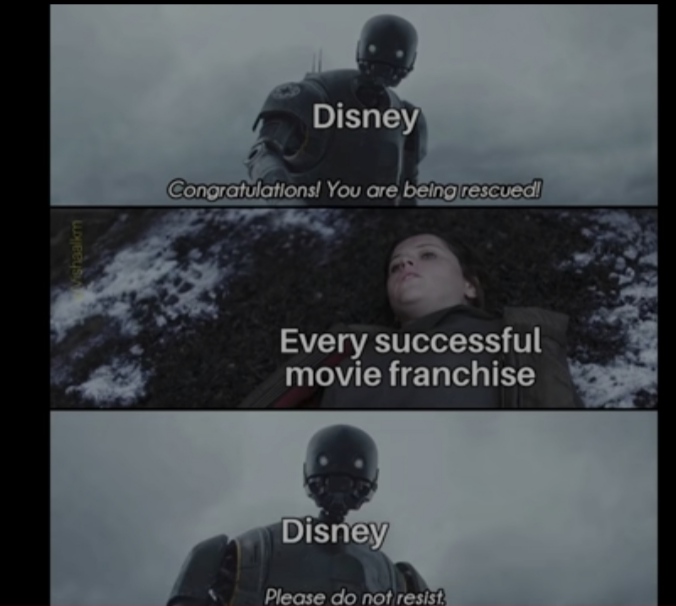 Disney
Congratulations! You are being rescued!
Every successful
movie franchise
Disney
Please do not resist.